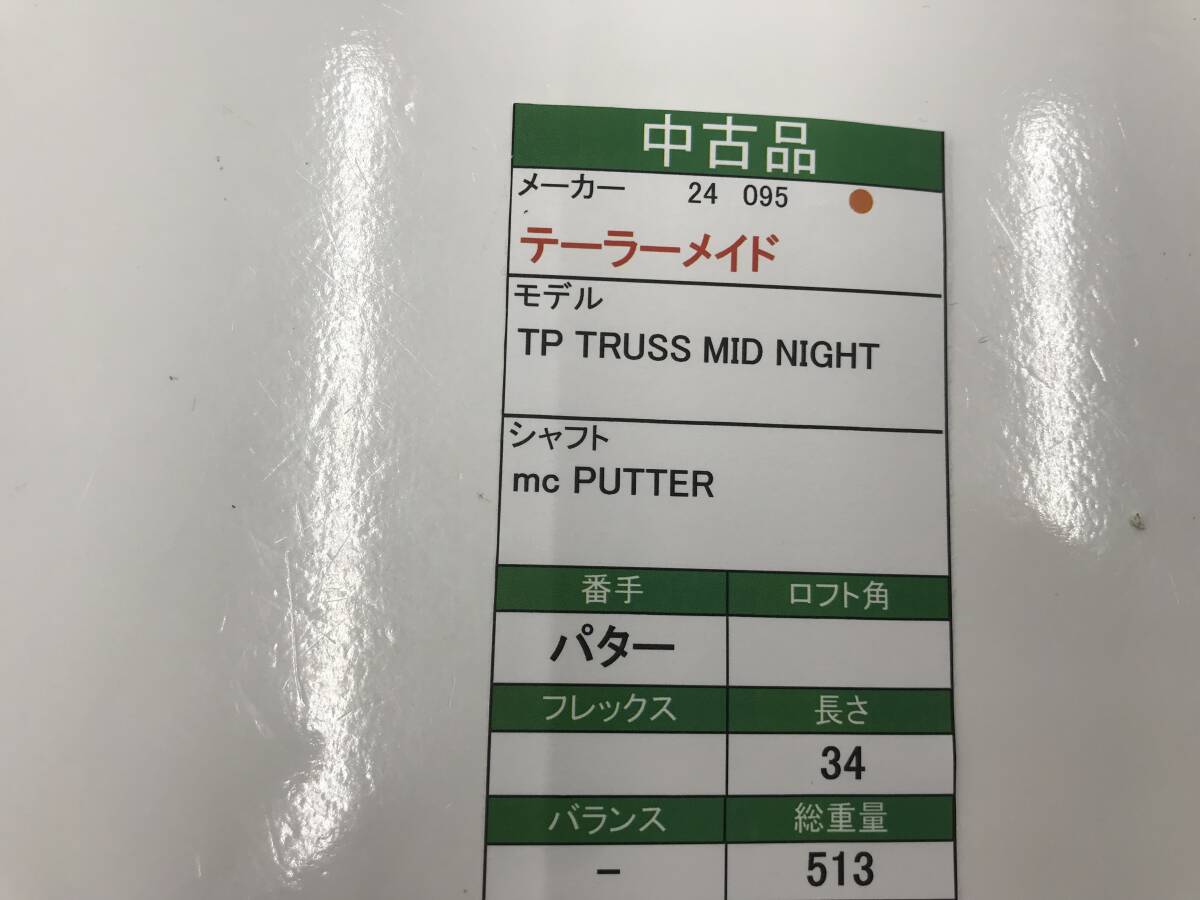 中古品
メーカー 24 095
テーラーメイド
モデル
TP TRUSS MID NIGHT
シャフト
mc PUTTER
番手 ロフト角
パター
フレックス 長さ
34
バランス 総重量
- 513